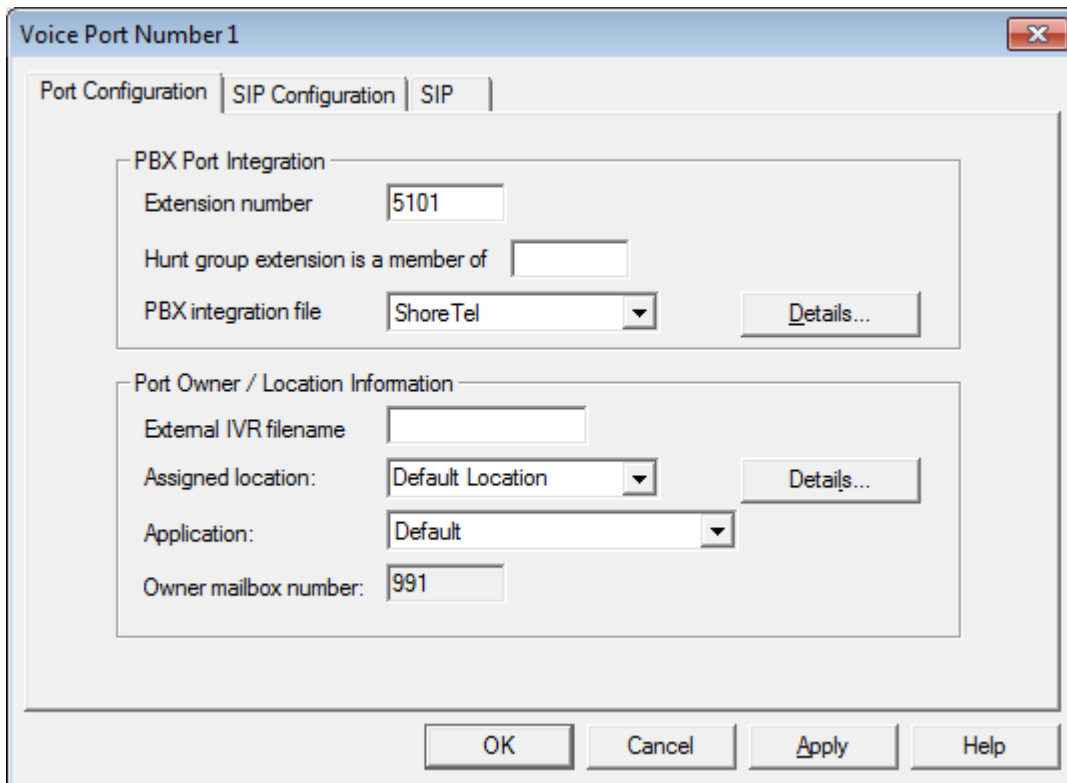 Voice Port Number 1
Port Configuration SIP Configuration SIP
PBX Port Integration
Extension number 5101
Hunt group extension is a member of
PBX integration file ShoreTel Details...
Port Owner / Location Information
External IVR filename
Assigned location: Default Location Details...
Application: Default
Owner mailbox number: 991
OK Cancel Apply Help